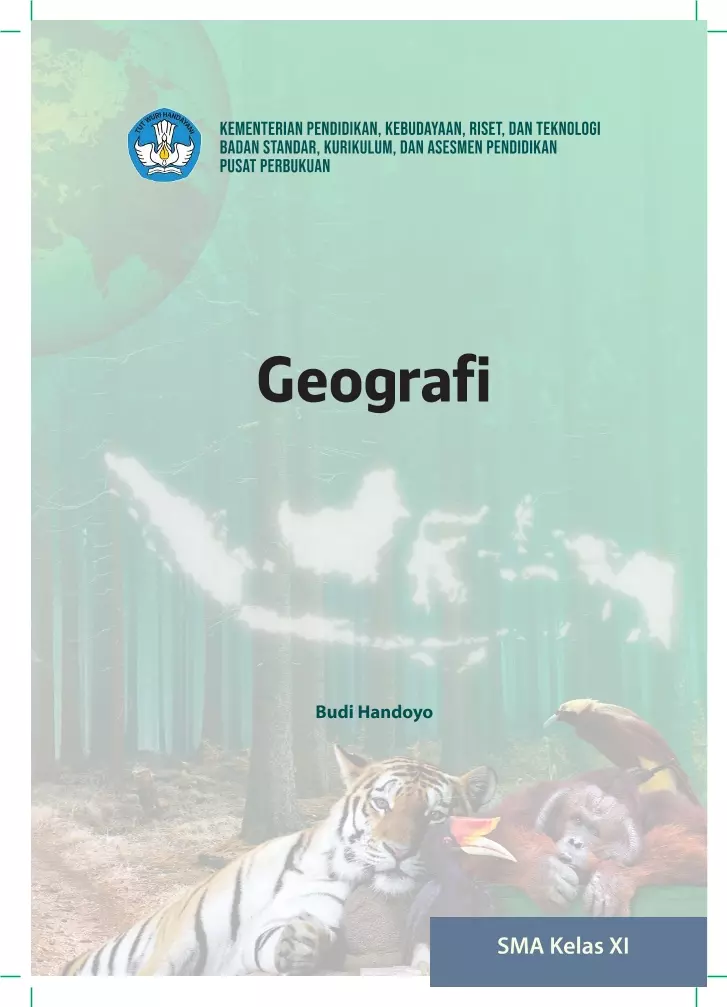 TUT WURI HANDAYANI
KEMENTERIAN PENDIDIKAN, KEBUDAYAAN, RISET, DAN TEKNOLOGI
BADAN STANDAR, KURIKULUM, DAN ASESMEN PENDIDIKAN
PUSAT PERBUKUAN
Geografi
Budi Handoyo
SMA Kelas XI